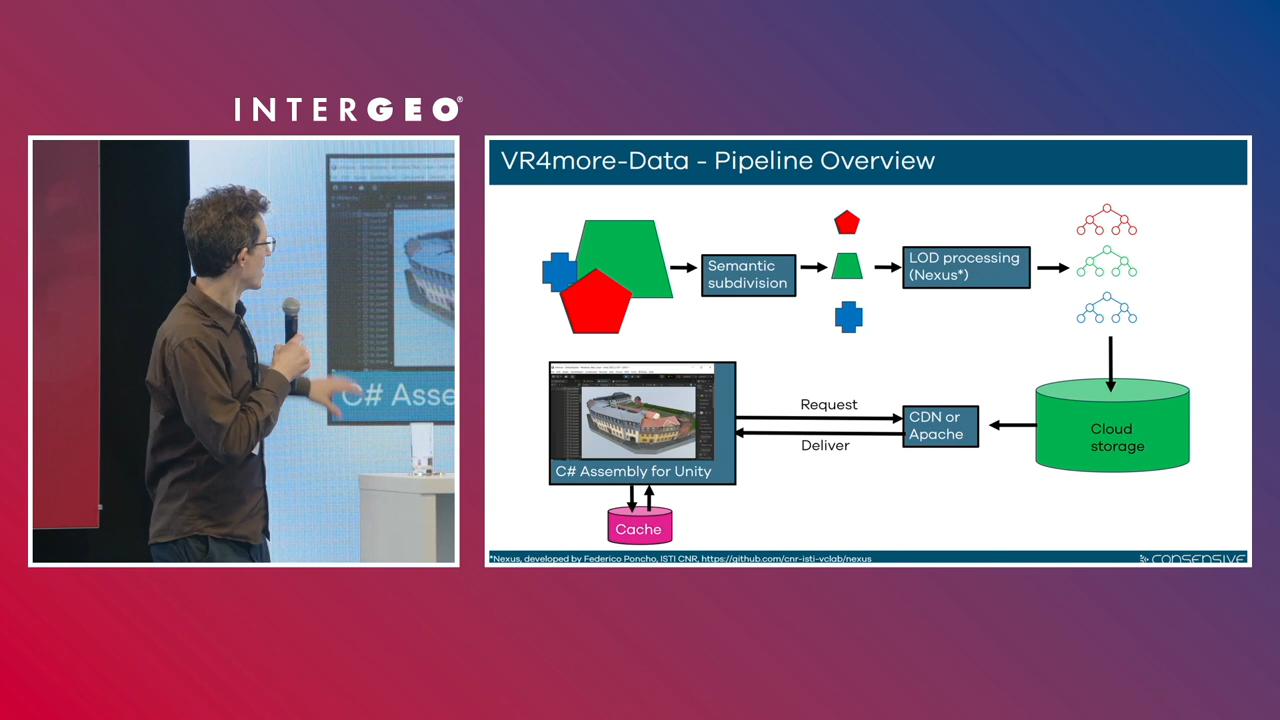 INTERGEO®
C# Asse
VR4more-Data - Pipeline Overview
Semantic
subdivision
LOD processing
(Nexus*)
Request
Deliver
CDN or
Apache
Cloud
storage
C# Assembly for Unity
Cache
*Nexus, developed by Federico Poncho, ISTI CNR, https://github.com/cnr-isti-vclab/nexus
CONSENSIVE